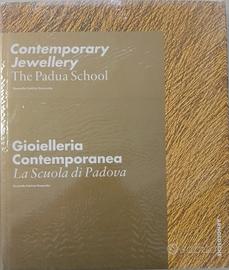 Contemporary
Jewellery
The Padua School
Gioielleria
Contemporanea
La Scuola di Padova